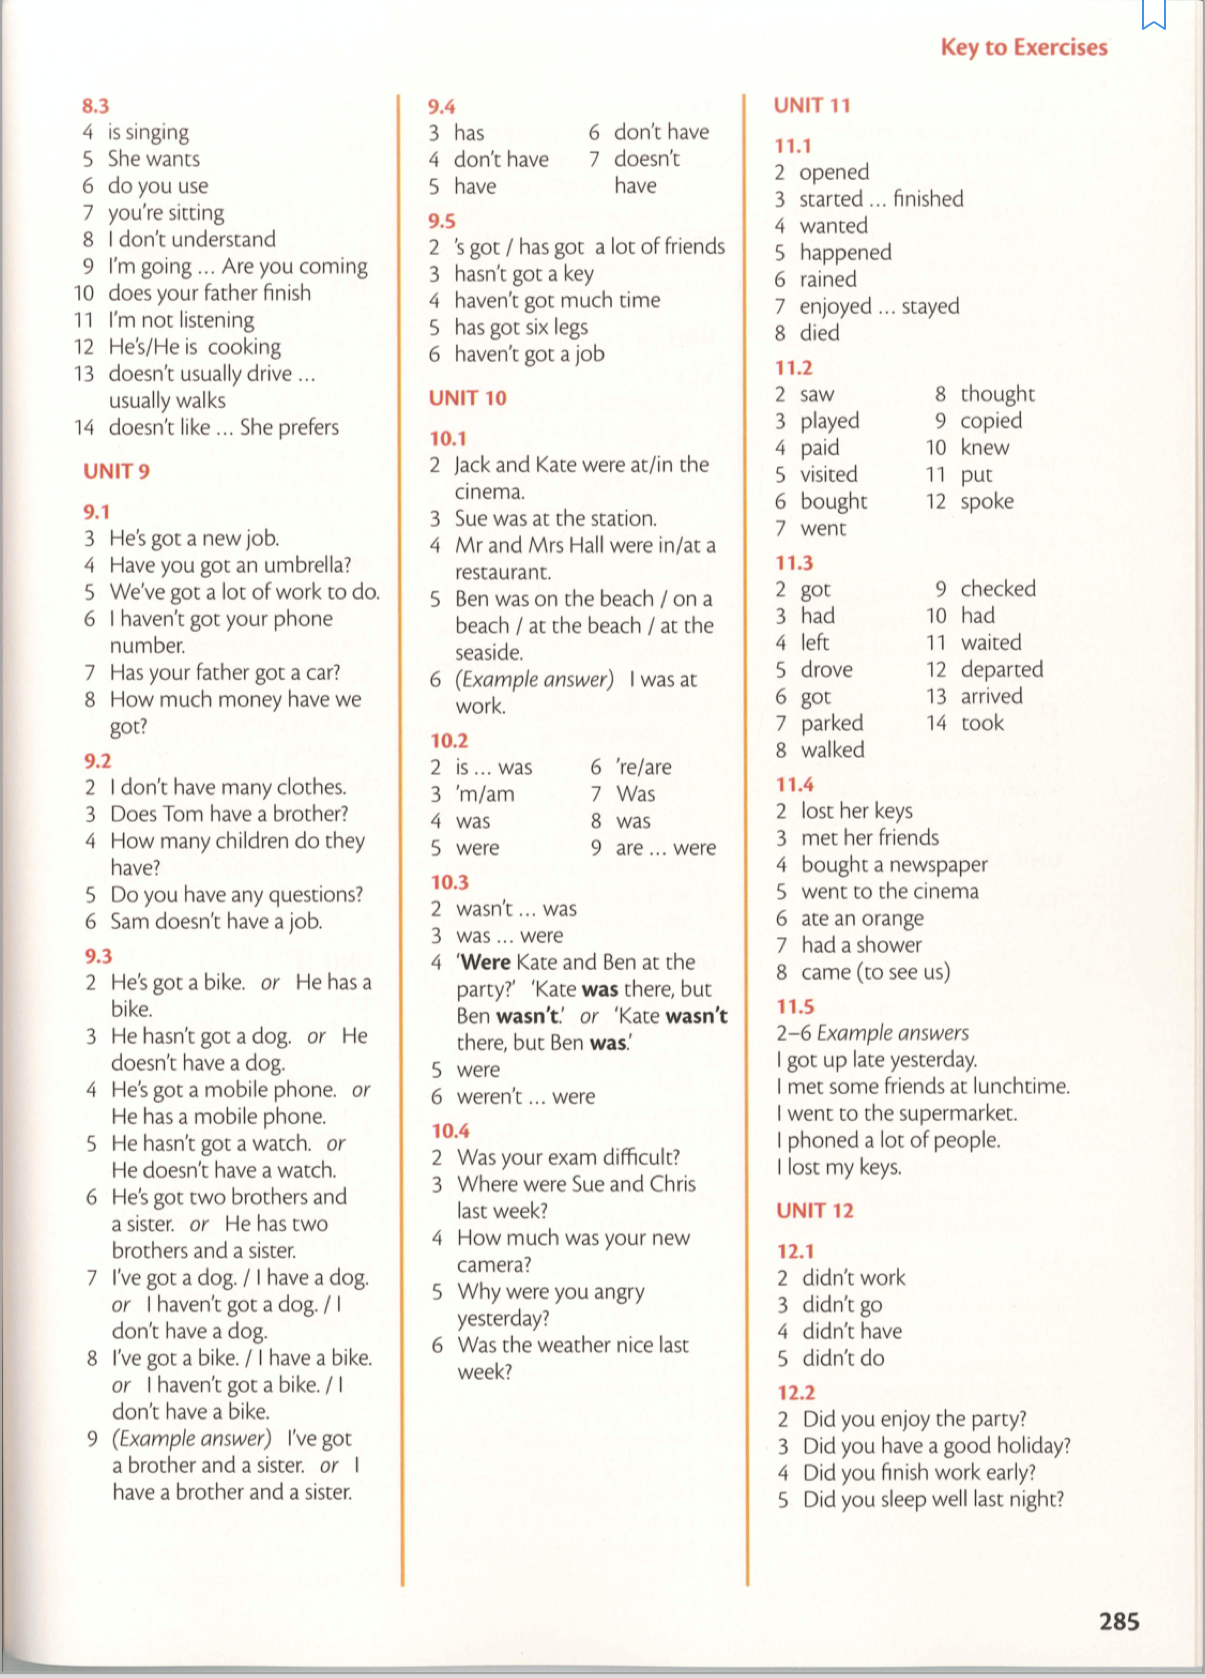 Key to Exercises
8.3
4 is singing
5 She wants
6 do you use
7 you're sitting
8 I don't understand
9 I'm going ... Are you coming
10 does your father finish
11 I'm not listening
12 He's/He is cooking
13 doesn't usually drive ...
usually walks
14 doesn't like ... She prefers
UNIT 9
9.1
3 He's got a new job.
4 Have you got an umbrella?
5 We've got a lot of work to do.
6 I haven't got your phone
number.
7 Has your father got a car?
8 How much money have we
got?
9.2
2 I don't have many clothes.
3 Does Tom have a brother?
4 How many children do they
have?
5 Do you have any questions?
6 Sam doesn't have a job.
9.3
2 He's got a bike. or He has a
bike.
3 He hasn't got a dog. or He
doesn't have a dog.
4 He's got a mobile phone. or
He has a mobile phone.
5 He hasn't got a watch. or
He doesn't have a watch.
6 He's got two brothers and
a sister. or He has two
brothers and a sister.
7 I've got a dog. / I have a dog.
or I haven't got a dog. / I
don't have a dog.
8 I've got a bike. / I have a bike.
or I haven't got a bike. / I
don't have a bike.
9 (Example answer) I've got
a brother and a sister. or I
have a brother and a sister.
9.4
3 has 6 don't have
4 don't have 7 doesn't
5 have have
9.5
2 's got / has got a lot of friends
3 hasn't got a key
4 haven't got much time
5 has got six legs
6 haven't got a job
UNIT 10
10.1
2 Jack and Kate were at/in the
cinema.
3 Sue was at the station.
4 Mr and Mrs Hall were in/at a
restaurant.
5 Ben was on the beach / on a
beach / at the beach / at the
seaside.
6 (Example answer) I was at
work.
10.2
2 is ... was 6 're/are
3 'm/am 7 Was
4 was 8 was
5 were 9 are ... were
10.3
2 wasn't ... was
3 was ... were
4 'Were Kate and Ben at the
party?' 'Kate was there, but
Ben wasn't.' or 'Kate wasn't
there, but Ben was.'
5 were
6 weren't ... were
10.4
2 Was your exam difficult?
3 Where were Sue and Chris
last week?
4 How much was your new
camera?
5 Why were you angry
yesterday?
6 Was the weather nice last
week?
UNIT 11
11.1
2 opened
3 started ... finished
4 wanted
5 happened
6 rained
7 enjoyed ... stayed
8 died
11.2
2 saw 8 thought
3 played 9 copied
4 paid 10 knew
5 visited 11 put
6 bought 12 spoke
7 went
11.3
2 got 9 checked
3 had 10 had
4 left 11 waited
5 drove 12 departed
6 got 13 arrived
7 parked 14 took
8 walked
11.4
2 lost her keys
3 met her friends
4 bought a newspaper
5 went to the cinema
6 ate an orange
7 had a shower
8 came (to see us)
11.5
2–6 Example answers
I got up late yesterday.
I met some friends at lunchtime.
I went to the supermarket.
I phoned a lot of people.
I lost my keys.
UNIT 12
12.1
2 didn't work
3 didn't go
4 didn't have
5 didn't do
12.2
2 Did you enjoy the party?
3 Did you have a good holiday?
4 Did you finish work early?
5 Did you sleep well last night?
285